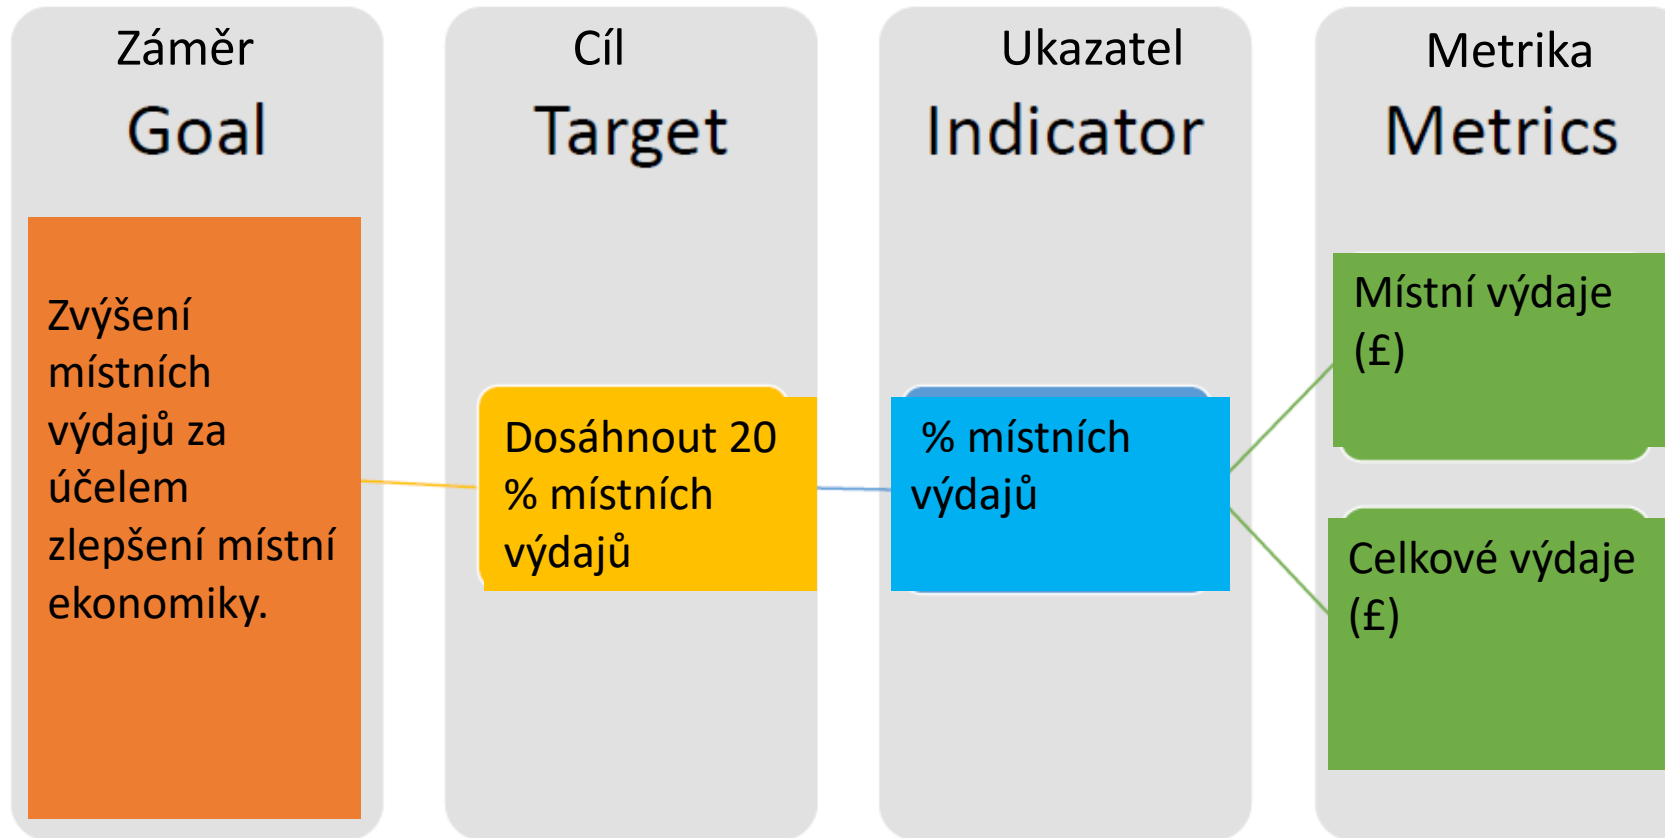 Záměr
Goal
Zvýšení
místních
výdajů za
účelem
zlepšení místní
ekonomiky.
Cíl
Target
Dosáhnout 20
% místních
výdajů
Ukazatel
Indicator
% místních
výdajů
Metrika
Metrics
Místní výdaje
(£)
Celkové výdaje
(£)